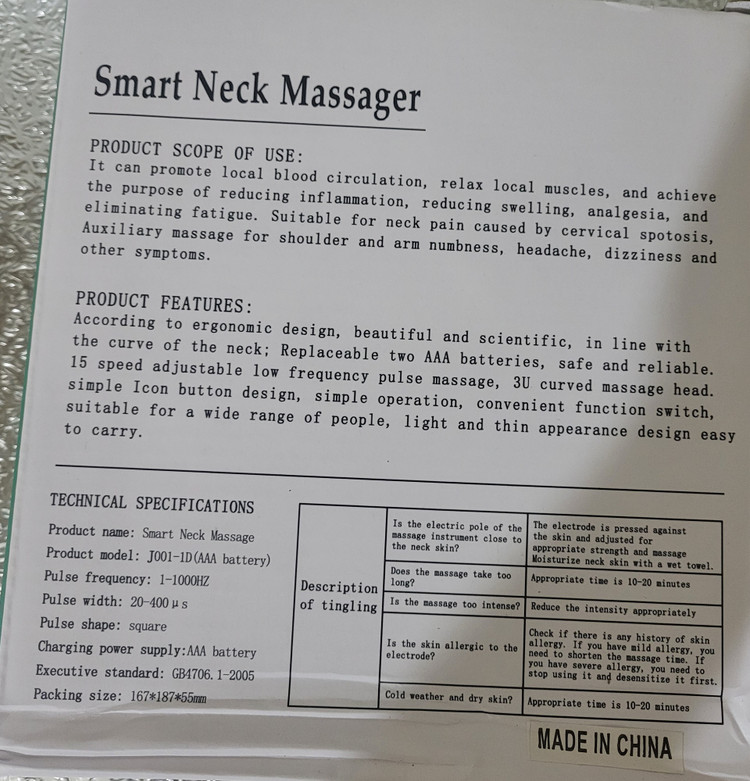 Smart Neck Massager
PRODUCT SCOPE OF USE:
It can promote local blood circulation, relax local muscles, and achieve
the purpose of reducing inflammation, reducing swelling, analgesia, and
eliminating fatigue. Suitable for neck pain caused by cervical spotosis,
Auxiliary massage for shoulder and arm numbness, headache, dizziness and
other symptoms.
PRODUCT FEATURES:
According to ergonomic design, beautiful and scientific, in line with
the curve of the neck; Replaceable two AAA batteries, safe and reliable.
15 speed adjustable low frequency pulse massage, 3U curved massage head.
simple Icon button design, simple operation, convenient function switch,
suitable for a wide range of people, light and thin appearance design easy
to carry.
TECHNICAL SPECIFICATIONS
Product name: Smart Neck Massage
Product model: J001-1D(AAA battery)
Pulse frequency: 1-1000HZ
Pulse width: 20-400μs
Pulse shape: square
Charging power supply:AAA battery
Executive standard: GB4706.1-2005
Packing size: 167*187*55mm
Description
of tingling
Is the electric pole of the
massage instrument close to
the neck skin?
The electrode is pressed against
the skin and adjusted for
appropriate strength and massage
Moisturize neck skin with a wet towel.
Does the massage take too
long?
Appropriate time is 10-20 minutes
Is the massage too intense?
Reduce the intensity appropriately
Is the skin allergic to the
electrode?
Check if there is any history of skin
allergy. If you have mild allergy, you
need to shorten the massage time. If
you have severe allergy, you need to
stop using it and desensitize it first.
Cold weather and dry skin?
Appropriate time is 10-20 minutes
MADE IN CHINA